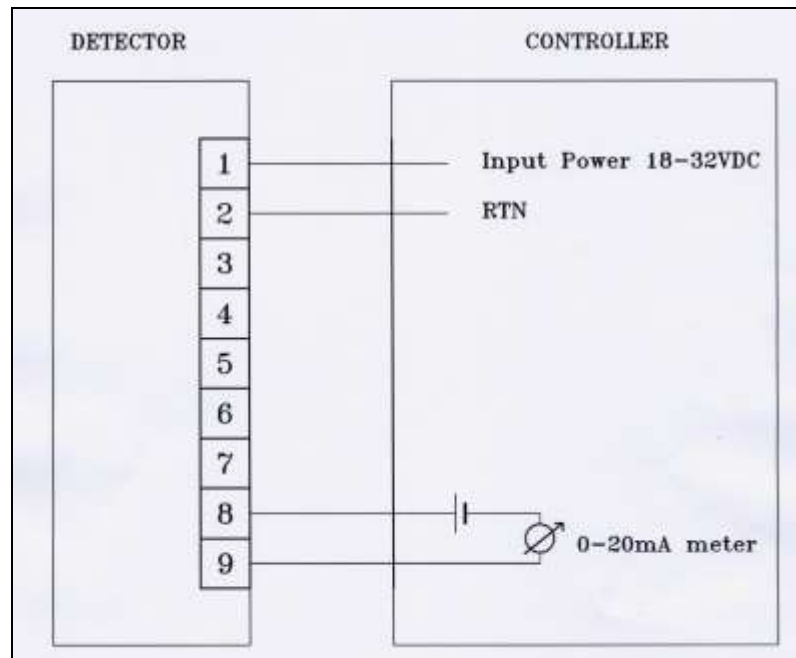 DETECTOR CONTROLLER
1 Input Power 18-32VDC
2 RTN
3
4
5
6
7
8
9 0-20mA meter